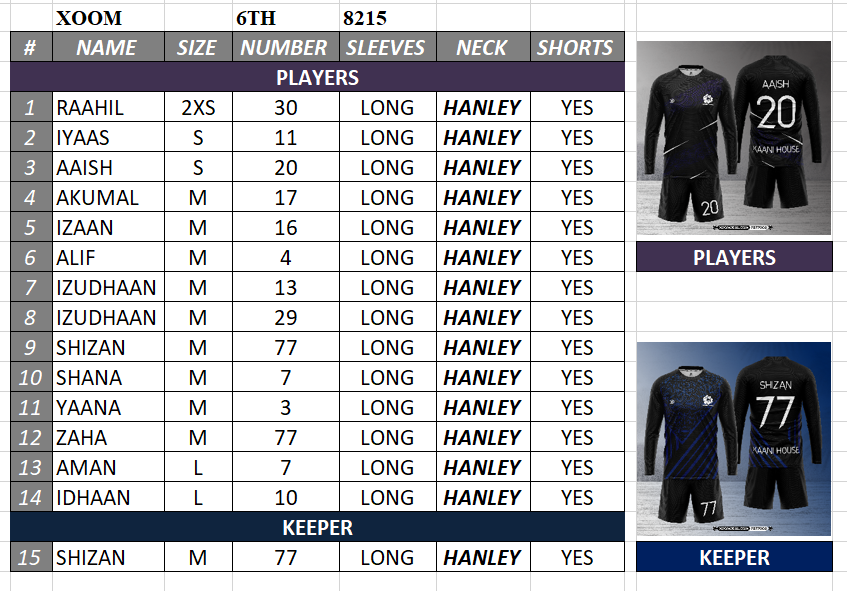 XOOM 6TH 8215
# NAME SIZE NUMBER SLEEVES NECK SHORTS
PLAYERS
1 RAAHIL 2XS 30 LONG HANLEY YES
2 IYAAS S 11 LONG HANLEY YES
3 AAISH S 20 LONG HANLEY YES
4 AKUMAL M 17 LONG HANLEY YES
5 IZAAN M 16 LONG HANLEY YES
6 ALIF M 4 LONG HANLEY YES
7 IZUDHAAN M 13 LONG HANLEY YES
8 IZUDHAAN M 29 LONG HANLEY YES
9 SHIZAN M 77 LONG HANLEY YES
10 SHANA M 7 LONG HANLEY YES
11 YAANA M 3 LONG HANLEY YES
12 ZAHA M 77 LONG HANLEY YES
13 AMAN L 7 LONG HANLEY YES
14 IDHAAN L 10 LONG HANLEY YES
KEEPER
15 SHIZAN M 77 LONG HANLEY YES
AAISH
20
KAANI HOUSE
20
PLAYERS
SHIZAN
77
KAANI HOUSE
77
KEEPER